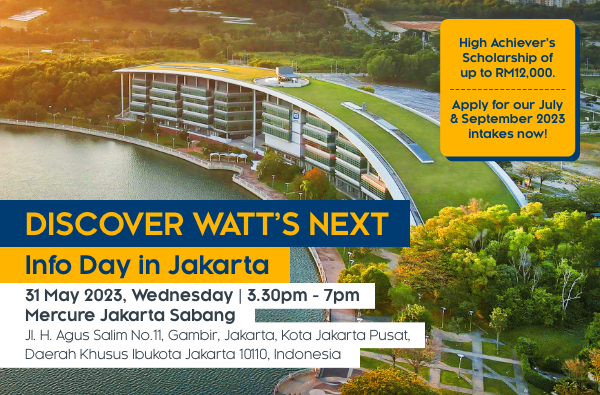 High Achiever's
Scholarship of
up to RM12,000.
Apply for our July
& September 2023
intakes now!
DISCOVER WATT'S NEXT
Info Day in Jakarta
31 May 2023, Wednesday | 3.30pm - 7pm
Mercure Jakarta Sabang
Jl. H. Agus Salim No.11, Gambir, Jakarta, Kota Jakarta Pusat,
Daerah Khusus Ibukota Jakarta 10110, Indonesia